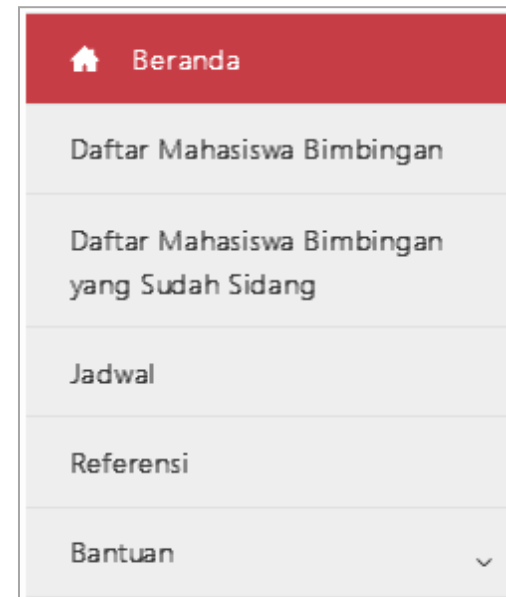 Beranda
Daftar Mahasiswa Bimbingan
Daftar Mahasiswa Bimbingan
yang Sudah Sidang
Jadwal
Referensi
Bantuan